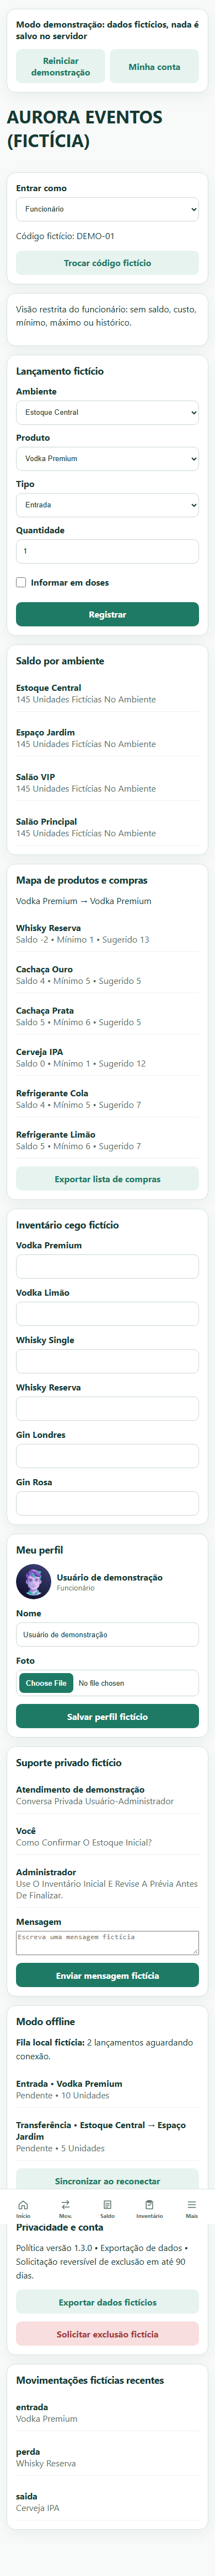 Modo demonstração: dados fictícios, nada é
salvo no servidor
Reiniciar
demonstração
Minha conta
AURORA EVENTOS
(FICTÍCIA)
Entrar como
Funcionário
Código fictício: DEMO-01
Trocar código fictício
Visão restrita do funcionário: sem saldo, custo,
mínimo, máximo ou histórico.
Lançamento fictício
Ambiente
Estoque Central
Produto
Vodka Premium
Tipo
Entrada
Quantidade
1
Informar em doses
Registrar
Saldo por ambiente
Estoque Central
145 Unidades Fictícias No Ambiente
Espaço Jardim
145 Unidades Fictícias No Ambiente
Salão VIP
145 Unidades Fictícias No Ambiente
Salão Principal
145 Unidades Fictícias No Ambiente
Mapa de produtos e compras
Vodka Premium → Vodka Premium
Whisky Reserva
Saldo -2 • Mínimo 1 • Sugerido 13
Cachaça Ouro
Saldo 4 • Mínimo 5 • Sugerido 5
Cachaça Prata
Saldo 5 • Mínimo 6 • Sugerido 5
Cerveja IPA
Saldo 0 • Mínimo 1 • Sugerido 12
Refrigerante Cola
Saldo 4 • Mínimo 5 • Sugerido 7
Refrigerante Limão
Saldo 5 • Mínimo 6 • Sugerido 7
Exportar lista de compras
Inventário cego fictício
Vodka Premium
Vodka Limão
Whisky Single
Whisky Reserva
Gin Londres
Gin Rosa
Meu perfil
Usuário de demonstração
Funcionário
Nome
Usuário de demonstração
Foto
Choose File No file chosen
Salvar perfil fictício
Suporte privado fictício
Atendimento de demonstração
Conversa Privada Usuário-Administrador
Você
Como Confirmar O Estoque Inicial?
Administrador
Use O Inventário Inicial E Revise A Prévia Antes
De Finalizar.
Mensagem
Escreva uma mensagem fictícia
Enviar mensagem fictícia
Modo offline
Fila local fictícia: 2 lançamentos aguardando
conexão.
Entrada • Vodka Premium
Pendente • 10 Unidades
Transferência • Estoque Central → Espaço
Jardim
Pendente • 5 Unidades
Sincronizar ao reconectar
Início Mov. Saldo Inventário Mais
Privacidade e conta
Política versão 1.3.0 • Exportação de dados •
Solicitação reversível de exclusão em até 90
dias.
Exportar dados fictícios
Solicitar exclusão fictícia
Movimentações fictícias recentes
entrada
Vodka Premium
perda
Whisky Reserva
saida
Cerveja IPA